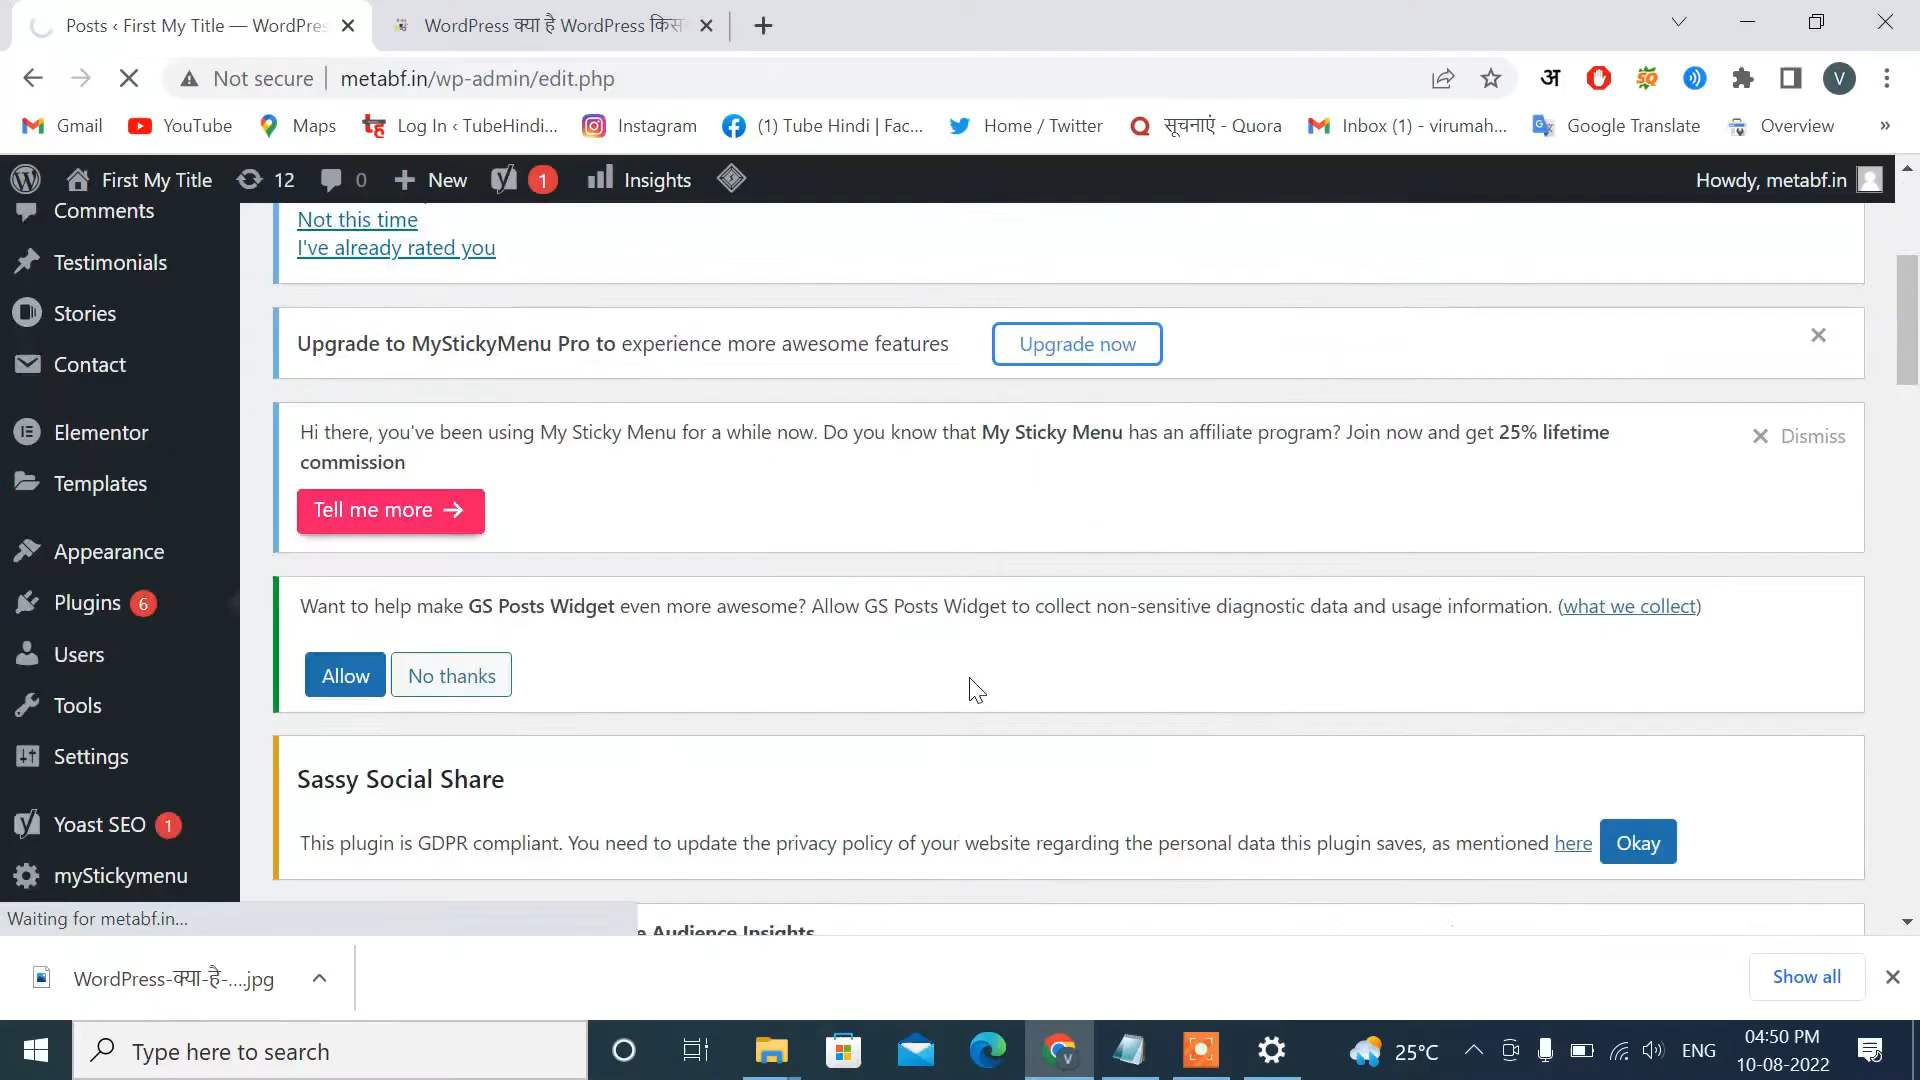 Posts ‹ First My Title — WordPres
WordPress क्या है WordPress किस
Not secure
metabf.in/wp-admin/edit.php
अ
V
Gmail
YouTube
Maps
Log In ‹ TubeHindi...
Instagram
(1) Tube Hindi | Fac...
Home / Twitter
सूचनाएं - Quora
Inbox (1) - virumah...
Google Translate
Overview
»
First My Title
12
0
New
1
Insights
Howdy, metabf.in
Comments
Testimonials
Stories
Contact
Elementor
Templates
Appearance
Plugins 6
Users
Tools
Settings
Yoast SEO 1
myStickymenu
Not this time
I've already rated you
Upgrade to MyStickyMenu Pro to experience more awesome features
Upgrade now
Hi there, you've been using My Sticky Menu for a while now. Do you know that My Sticky Menu has an affiliate program? Join now and get 25% lifetime
commission
Dismiss
Tell me more →
Want to help make GS Posts Widget even more awesome? Allow GS Posts Widget to collect non-sensitive diagnostic data and usage information. (what we collect)
Allow
No thanks
Sassy Social Share
This plugin is GDPR compliant. You need to update the privacy policy of your website regarding the personal data this plugin saves, as mentioned here
Okay
Waiting for metabf.in...
e Audience Insights
WordPress-क्या-है-....jpg
Show all
Type here to search
25°C
ENG
04:50 PM
10-08-2022